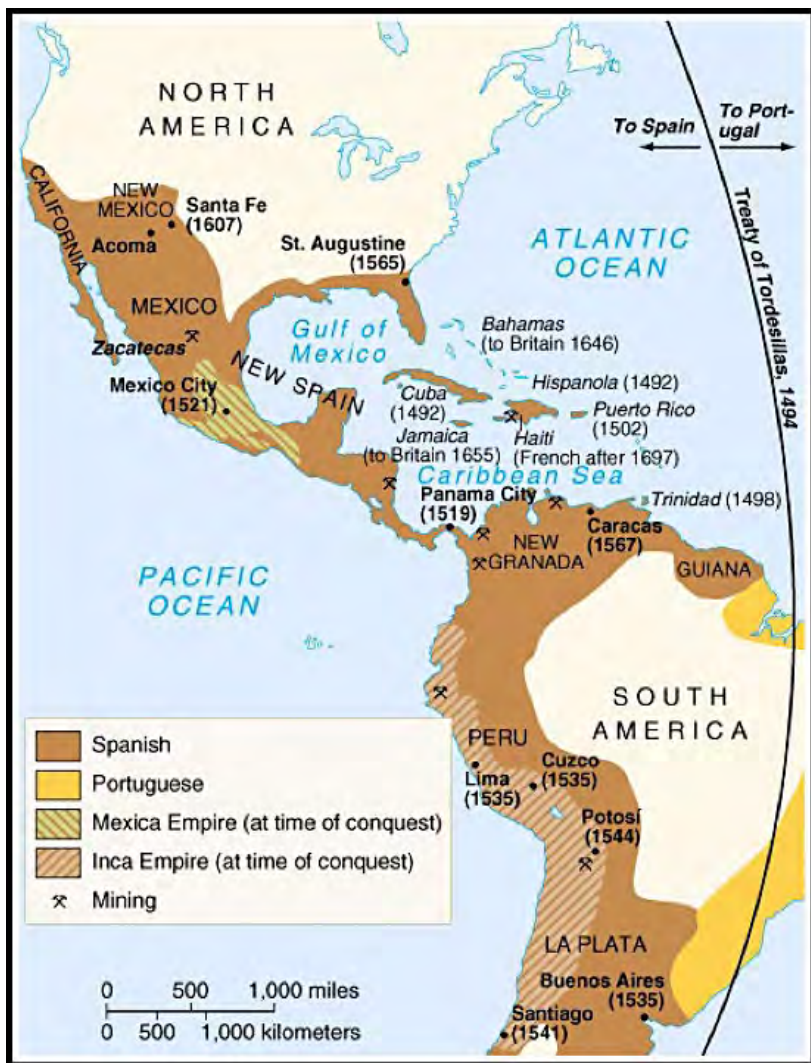 NORTH
AMERICA
To Spain
To Port-
ugal
Treaty of Tordesillas, 1494
CALIFORNIA
NEW
MEXICO
Santa Fe
(1607)
Acoma
St. Augustine
(1565)
ATLANTIC
OCEAN
MEXICO
Gulf of
Mexico
Bahamas
(to Britain 1646)
Zacatecas
NEW SPAIN
Hispanola (1492)
Mexico City
(1521)
Cuba
(1492)
Puerto Rico
(1502)
Jamaica
(to Britain 1655)
Haiti
(French after 1697)
Caribbean Sea
Panama City
(1519)
Trinidad (1498)
Caracas
(1567)
NEW
GRANADA
GUIANA
PACIFIC
OCEAN
SOUTH
AMERICA
PERU
Lima
(1535)
Cuzco
(1535)
Potosí
(1544)
LA PLATA
Buenos Aires
(1535)
Santiago
(1541)
Spanish
Portuguese
Mexica Empire (at time of conquest)
Inca Empire (at time of conquest)
Mining
0 500 1,000 miles
0 500 1,000 kilometers